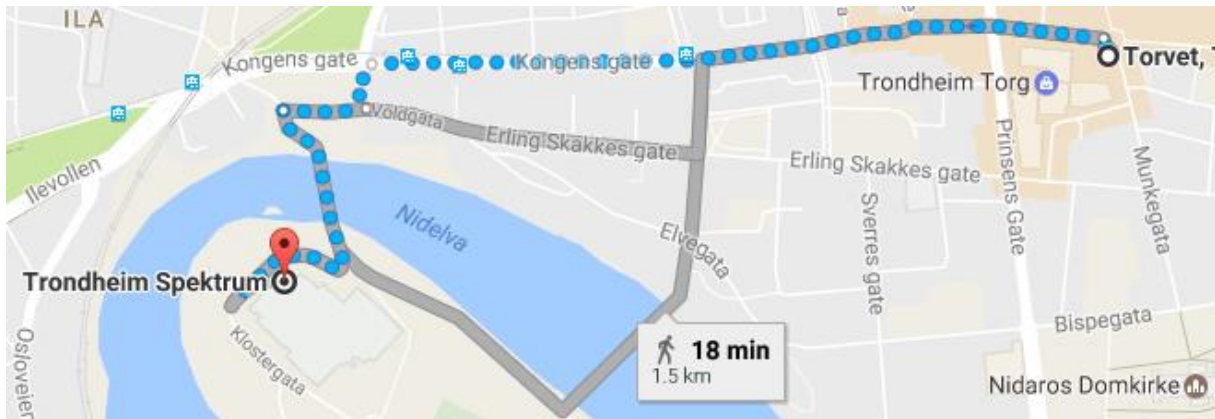 ILA
Kongens gate
Kongens gate
Torvet,
Trondheim Torg
Voldgata
Erling Skakkes gate
Erling Skakkes gate
Ilevollen
Prinsens Gate
Munkegata
Nidelva
Elvegata
Sverres gate
Trondheim Spektrum
Bispegata
18 min
1.5 km
Klostergata
Osloveien
Nidaros Domkirke